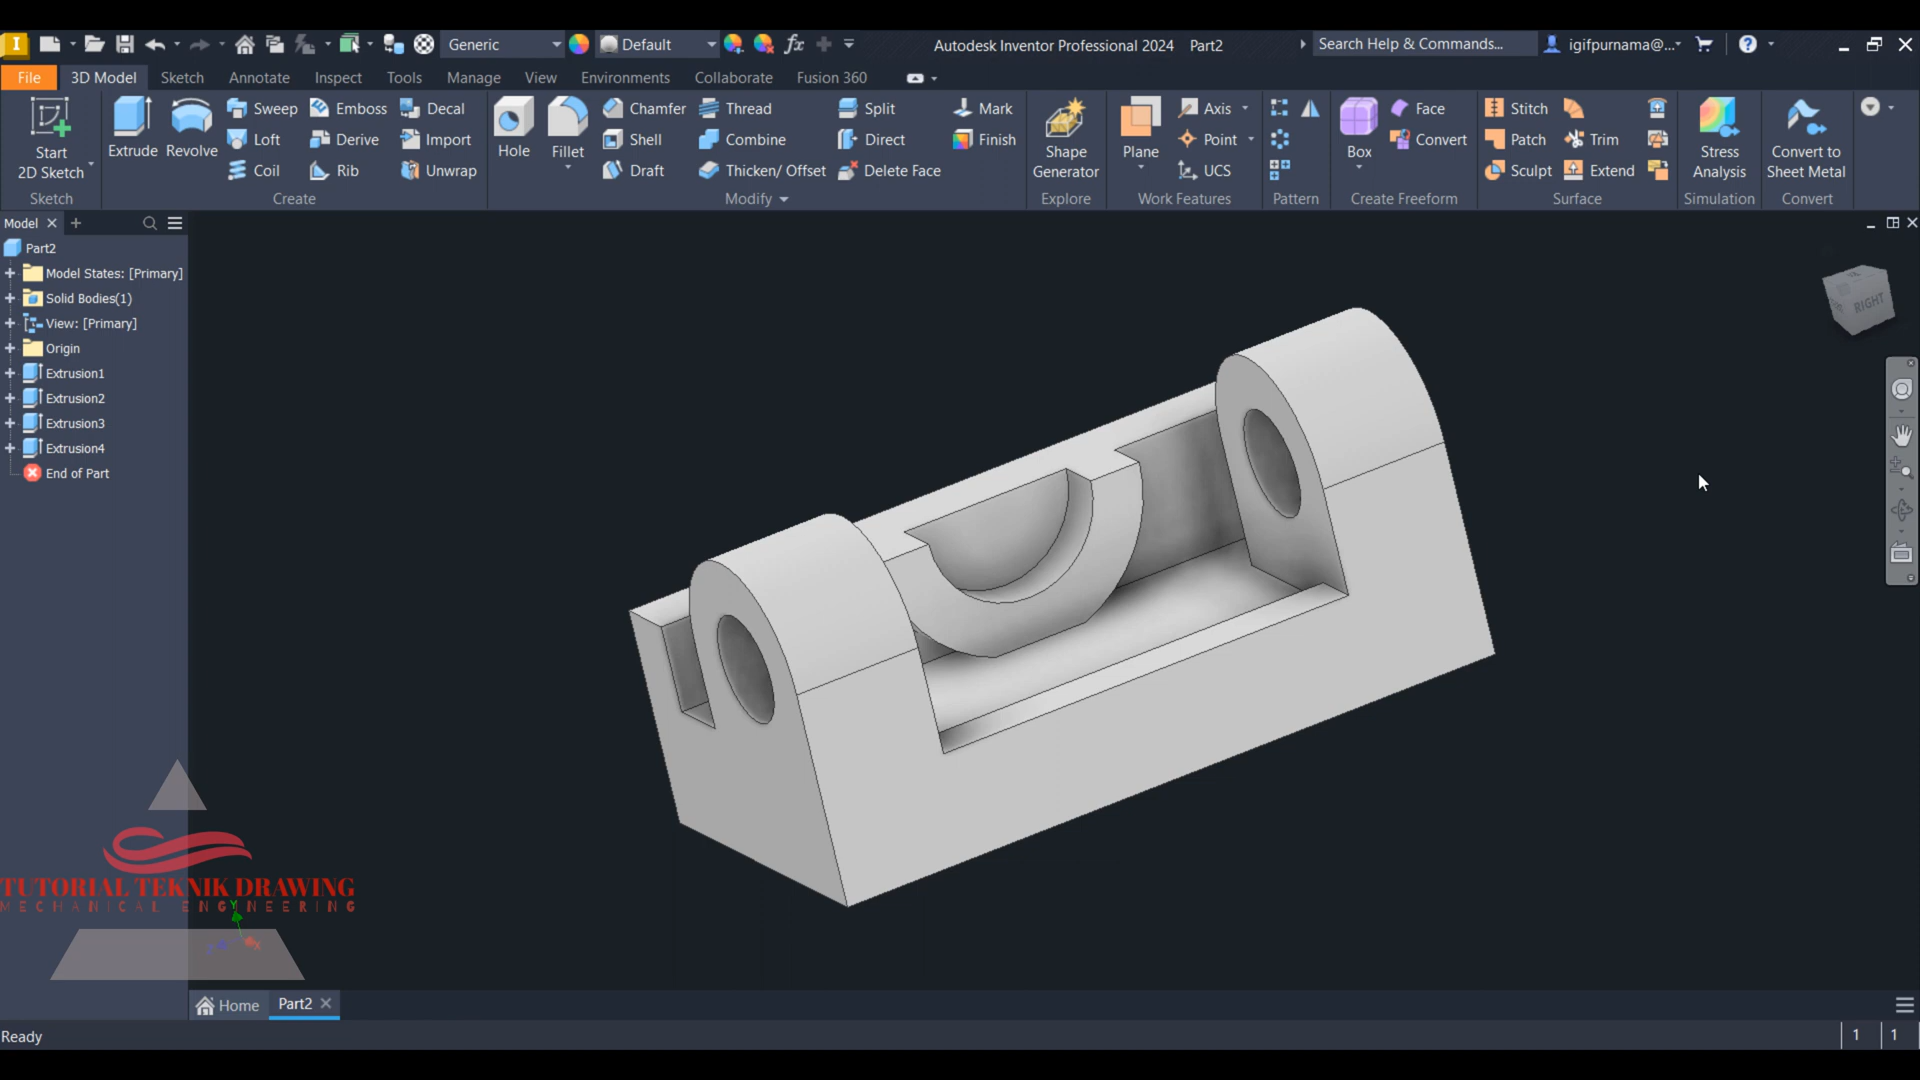 Generic
Default
fx
Autodesk Inventor Professional 2024 Part2
Search Help & Commands...
igifpurnama@...
File 3D Model Sketch Annotate Inspect Tools Manage View Environments Collaborate Fusion 360
Start
2D Sketch
Sketch
Extrude
Revolve
Sweep
Loft
Coil
Emboss
Derive
Rib
Decal
Import
Unwrap
Create
Hole
Fillet
Chamfer
Shell
Draft
Thread
Combine
Thicken/ Offset
Split
Direct
Delete Face
Mark
Finish
Modify
Shape
Generator
Explore
Plane
Axis
Point
UCS
Work Features
Pattern
Box
Face
Convert
Create Freeform
Stitch
Patch
Sculpt
Trim
Extend
Surface
Stress
Analysis
Simulation
Convert to
Sheet Metal
Convert
Model
Part2
Model States: [Primary]
Solid Bodies(1)
View: [Primary]
Origin
Extrusion1
Extrusion2
Extrusion3
Extrusion4
End of Part
RIGHT
TUTORIAL TEKNIK DRAWING
MECHANICAL ENGINEERING
Y
X
Home
Part2
Ready
1 1